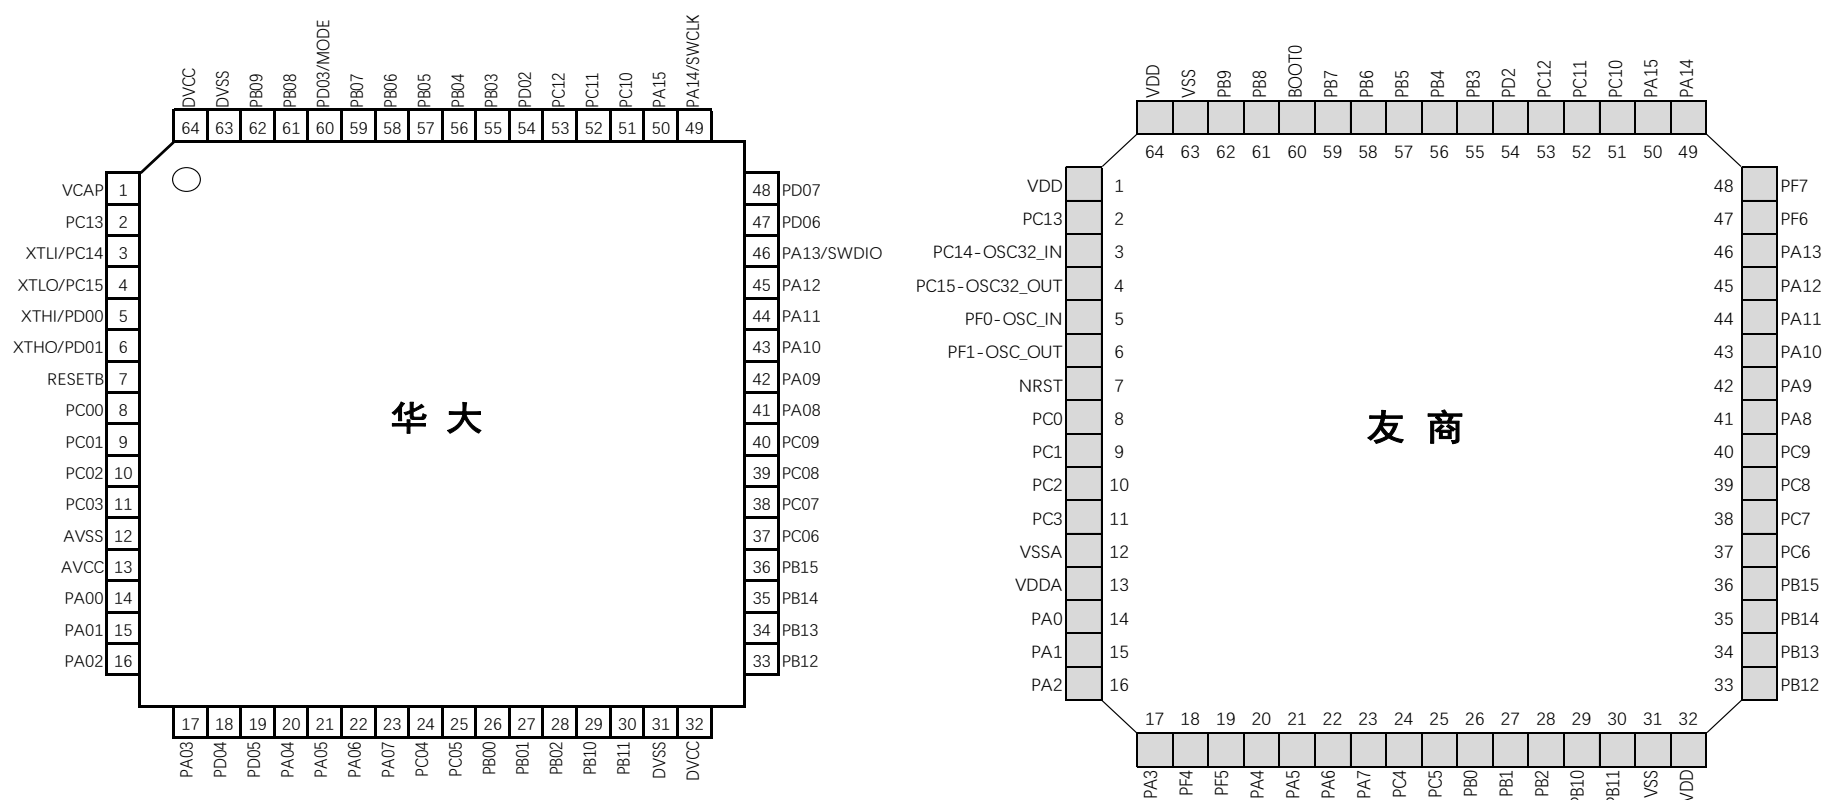 DVCC DVSS PB09 PB08 PD03/MODE PB07 PB06 PB05 PB04 PB03 PD02 PC12 PC11 PC10 PA15 PA14/SWCLK
64 63 62 61 60 59 58 57 56 55 54 53 52 51 50 49
VCAP 1
PC13 2
XTLI/PC14 3
XTLO/PC15 4
XTHI/PD00 5
XTHO/PD01 6
RESETB 7
PC00 8
PC01 9
PC02 10
PC03 11
AVSS 12
AVCC 13
PA00 14
PA01 15
PA02 16
华大
48 PD07
47 PD06
46 PA13/SWDIO
45 PA12
44 PA11
43 PA10
42 PA09
41 PA08
40 PC09
39 PC08
38 PC07
37 PC06
36 PB15
35 PB14
34 PB13
33 PB12
17 18 19 20 21 22 23 24 25 26 27 28 29 30 31 32
PA03 PD04 PD05 PA04 PA05 PA06 PA07 PC04 PC05 PB00 PB01 PB02 PB10 PB11 DVSS DVCC
VDD VSS PB9 PB8 BOOT0 PB7 PB6 PB5 PB4 PB3 PD2 PC12 PC11 PC10 PA15 PA14
64 63 62 61 60 59 58 57 56 55 54 53 52 51 50 49
VDD 1
PC13 2
PC14-OSC32_IN 3
PC15-OSC32_OUT 4
PF0-OSC_IN 5
PF1-OSC_OUT 6
NRST 7
PC0 8
PC1 9
PC2 10
PC3 11
VSSA 12
VDDA 13
PA0 14
PA1 15
PA2 16
友商
48 PF7
47 PF6
46 PA13
45 PA12
44 PA11
43 PA10
42 PA9
41 PA8
40 PC9
39 PC8
38 PC7
37 PC6
36 PB15
35 PB14
34 PB13
33 PB12
17 18 19 20 21 22 23 24 25 26 27 28 29 30 31 32
PA3 PF4 PF5 PA4 PA5 PA6 PA7 PC4 PC5 PB0 PB1 PB2 PB10 PB11 VSS VDD